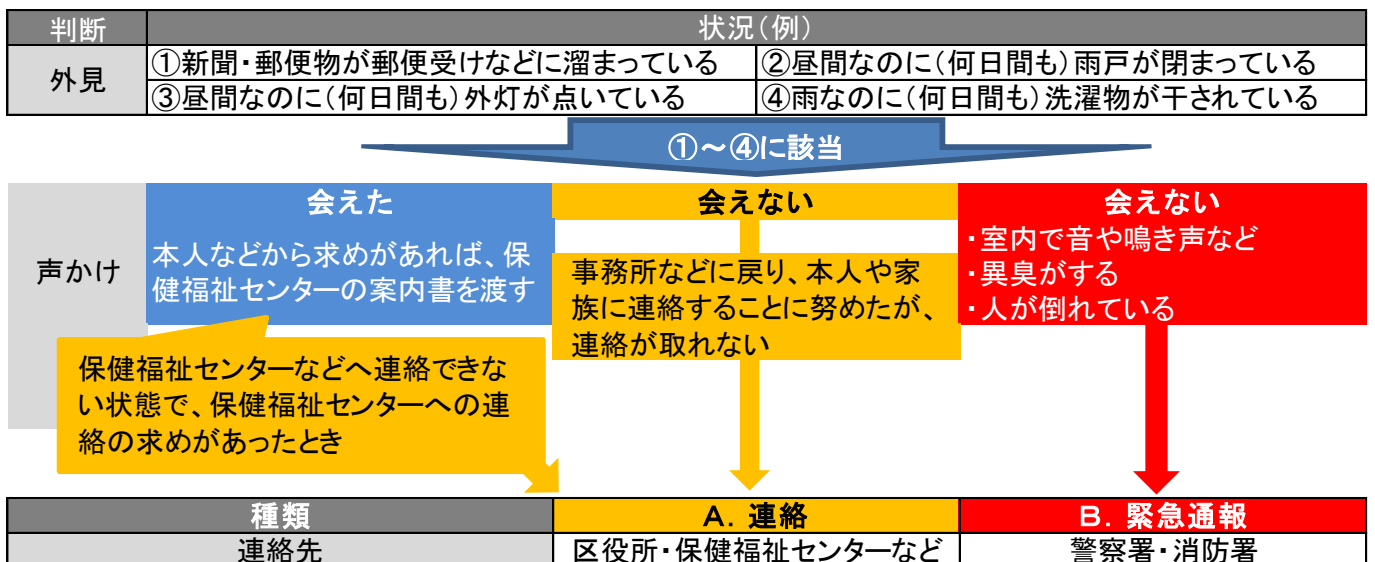 判断
状況（例）
外見
①新聞・郵便物が郵便受けなどに溜まっている
②昼間なのに（何日間も）雨戸が閉まっている
③昼間なのに（何日間も）外灯が点いている
④雨なのに（何日間も）洗濯物が干されている
①～④に該当
声かけ
会えた
本人などから求めがあれば、保
健福祉センターの案内書を渡す
保健福祉センターなどへ連絡できな
い状態で、保健福祉センターへの連
絡の求めがあったとき
会えない
事務所などに戻り、本人や家
族に連絡することに努めたが、
連絡が取れない
会えない
・室内で音や鳴き声など
・異臭がする
・人が倒れている
種類
A．連絡
B．緊急通報
連絡先
区役所・保健福祉センターなど
警察署・消防署